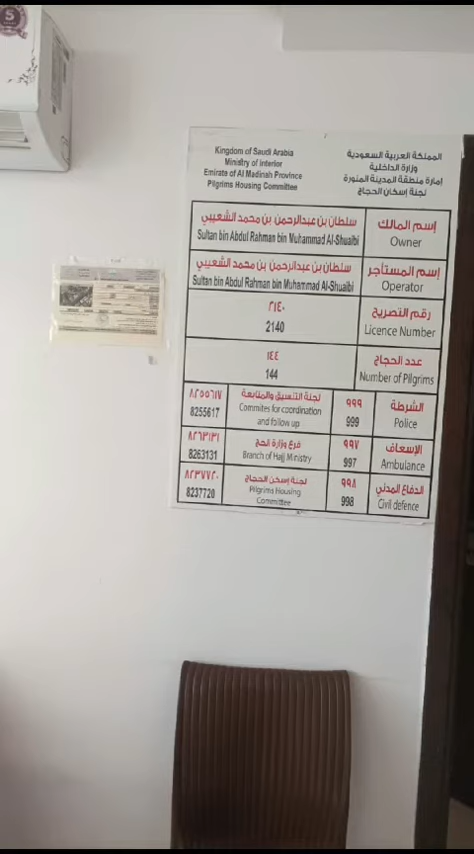 Kingdom of Saudi Arabia
Ministry of Interior
Emirate of Al Madinah Province
Pilgrims Housing Committee
المملكة العربية السعودية
وزارة الداخلية
إمارة منطقة المدينة المنورة
لجنة إسكان الحجاج
إسم المالك
Owner
سلطان بن عبدالرحمن بن محمد الشعيبي
Sultan bin Abdul Rahman bin Muhammad Al-Shuaibi
إسم المستأجر
Operator
سلطان بن عبدالرحمن بن محمد الشعيبي
Sultan bin Abdul Rahman bin Muhammad Al-Shuaibi
رقم التصريح
Licence Number
٢١٤٠
2140
عدد الحجاج
Number of Pilgrims
١٤٤
144
الشرطة
Police
٩٩٩
999
لجنة التنسيق والمتابعة
Commites for coordination
and follow up
٨٢٥٥٦١٧
8255617
الإسعاف
Ambulance
٩٩٧
997
فرع وزارة الحج
Branch of Hajj Ministry
٨٢٦٣١٣١
8263131
الدفاع المدني
Civil defence
٩٩٨
998
لجنة إسكن الحجاج
Pilgrims Housing
Committee
٨٢٣٧٧٢٠
8237720